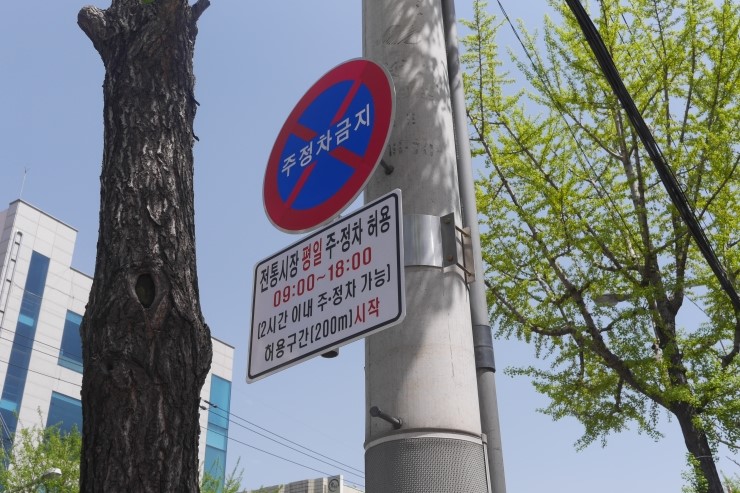 주정차금지
전통시장 평일 주·정차 허용
09:00~18:00
(2시간 이내 주·정차 가능)
허용구간(200m)시작